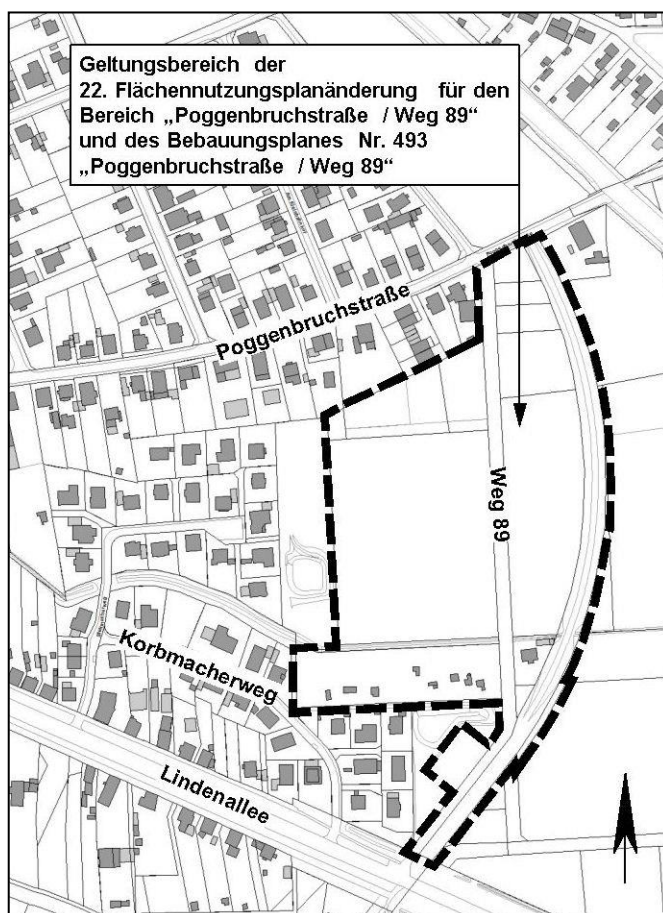 Geltungsbereich der
22. Flächennutzungsplanänderung für den
Bereich „Poggenbruchstraße / Weg 89“
und des Bebauungsplanes Nr. 493
„Poggenbruchstraße / Weg 89“
Poggenbruchstraße
Weg 89
Korbmacherweg
Lindenallee